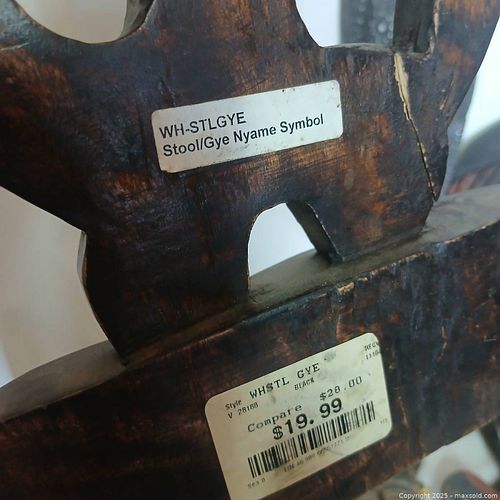 WH-STLGYE
Stool/Gye Nyame Symbol
Style WHSTL GYE
V 28188 BLACK
Compare $28.00
$19.99
Copyright © 2025 - maxsold.com